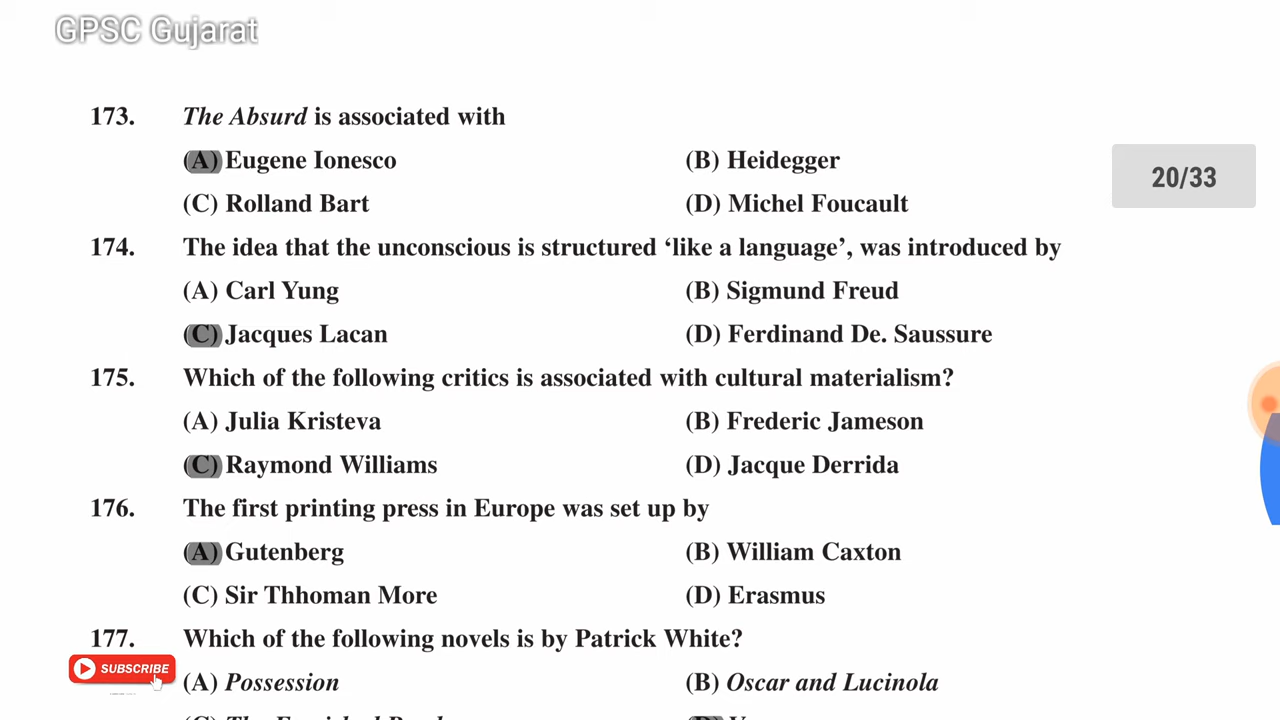 GPSC Gujarat
173. The Absurd is associated with
(A) Eugene Ionesco (B) Heidegger
20/33
(C) Rolland Bart (D) Michel Foucault
174. The idea that the unconscious is structured ‘like a language’, was introduced by
(A) Carl Yung (B) Sigmund Freud
(C) Jacques Lacan (D) Ferdinand De. Saussure
175. Which of the following critics is associated with cultural materialism?
(A) Julia Kristeva (B) Frederic Jameson
(C) Raymond Williams (D) Jacque Derrida
176. The first printing press in Europe was set up by
(A) Gutenberg (B) William Caxton
(C) Sir Thhoman More (D) Erasmus
177. Which of the following novels is by Patrick White?
SUBSCRIBE
(A) Possession (B) Oscar and Lucinola